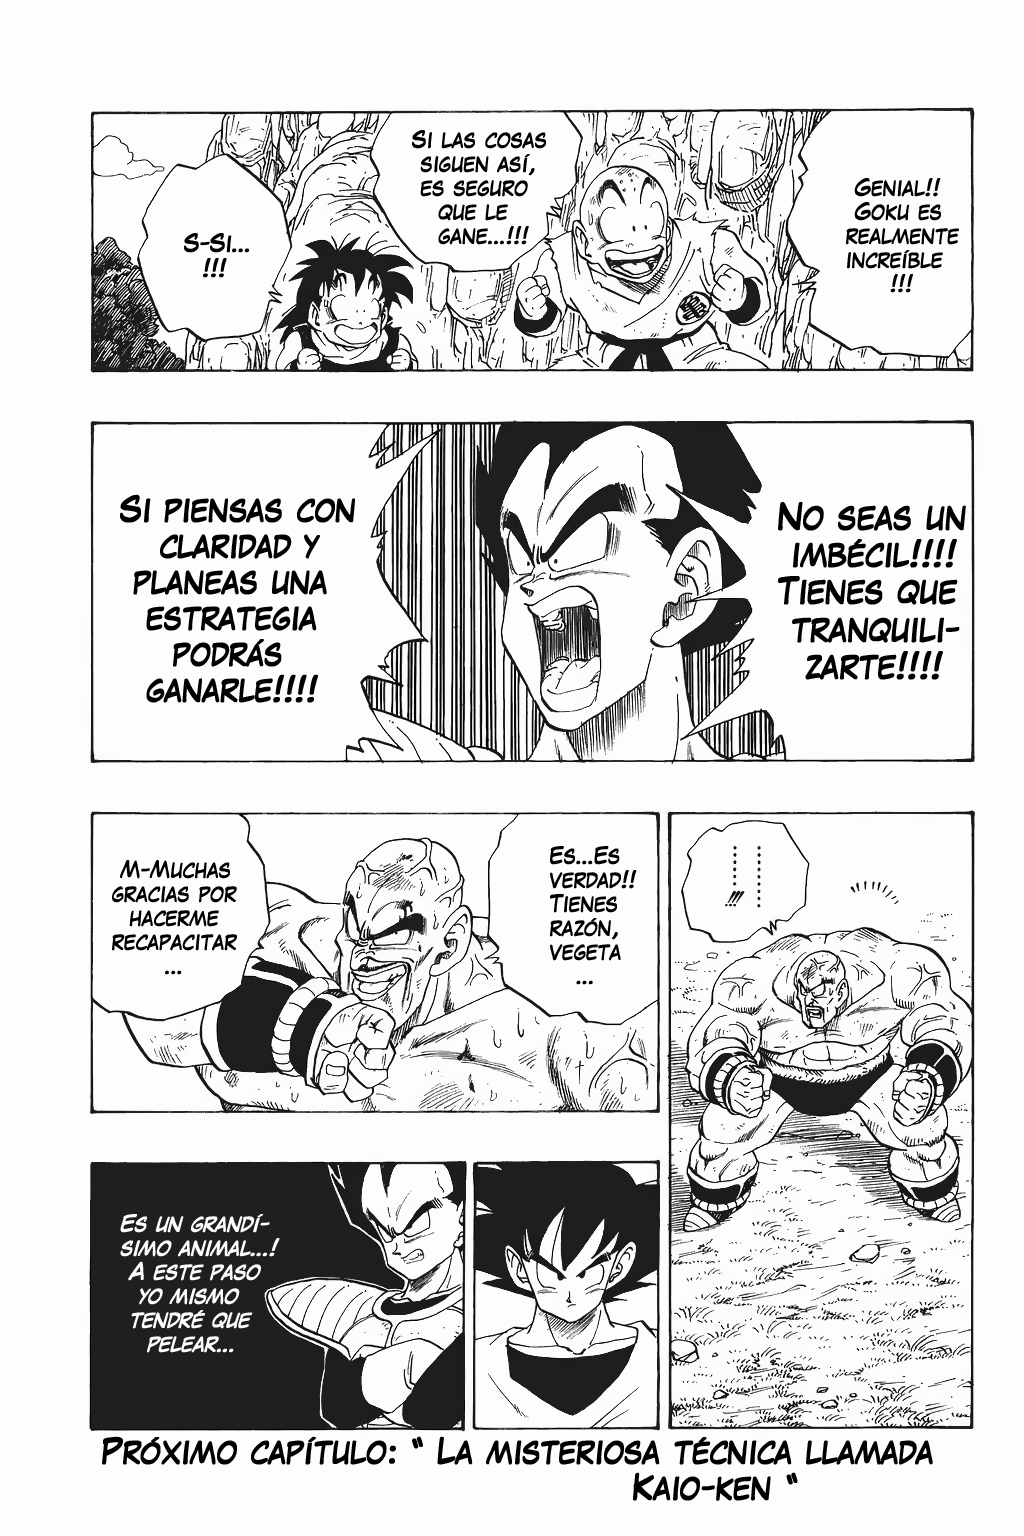 Genial!!
Goku es
realmente
increíble
!!!
Si las cosas
siguen así,
es seguro
que le
gane...!!!
S-Si...
!!!
No seas un
imbécil!!!!
Tienes que
tranquili-
zarte!!!!
Si piensas con
claridad y
planeas una
estrategia
podrás
ganarle!!!!
......!!!!
Es...Es
verdad!!
Tienes
razón,
vegeta
...
M-Muchas
gracias por
hacerme
recapacitar
...
Es un grandí-
simo animal...!
A este paso
yo mismo
tendré que
pelear...
Próximo capítulo: " La misteriosa técnica llamada
Kaio-ken "